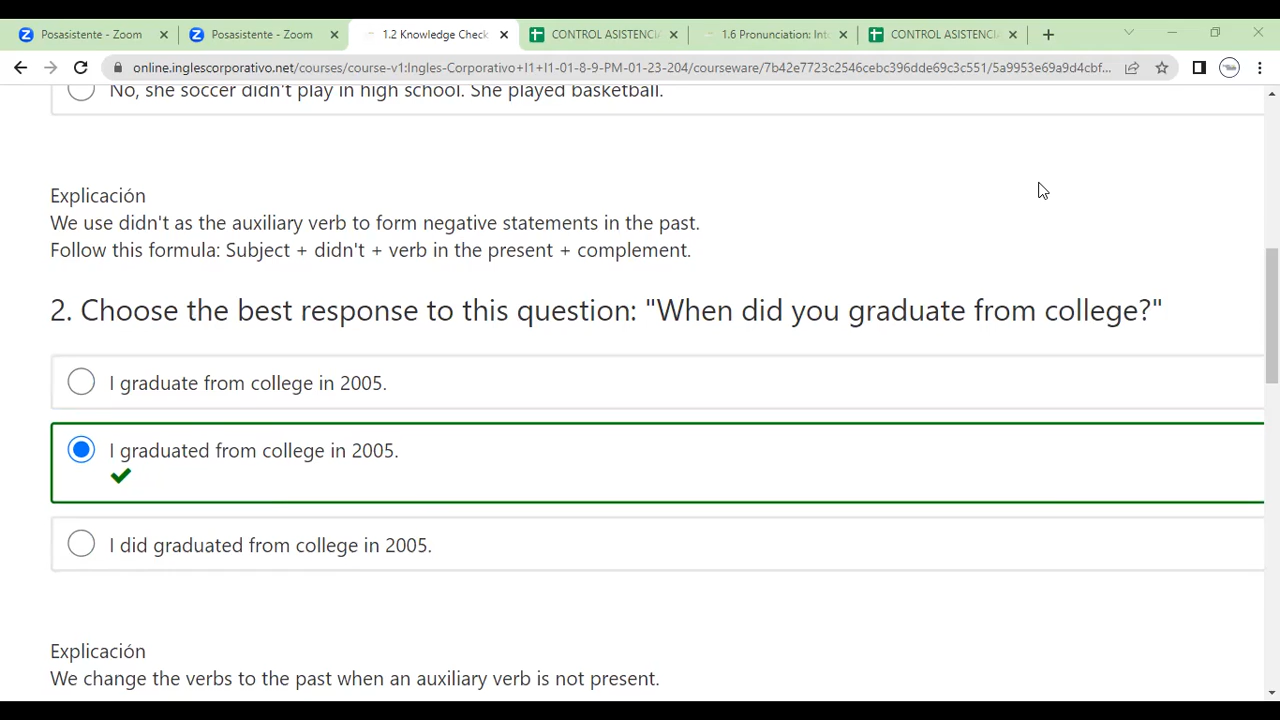 Posasistente - Zoom
Posasistente - Zoom
1.2 Knowledge Check
CONTROL ASISTENCI
1.6 Pronunciation: Int
CONTROL ASISTENCI
online.inglescorporativo.net/courses/course-v1:Ingles-Corporativo+I1+I1-01-8-9-PM-01-23-204/courseware/7b42e7723c2546cebc396dde69c3c551/5a9953e69a9d4cbf...
No, she soccer didn't play in high school. She played basketball.
Explicación
We use didn't as the auxiliary verb to form negative statements in the past.
Follow this formula: Subject + didn't + verb in the present + complement.
2. Choose the best response to this question: "When did you graduate from college?"
I graduate from college in 2005.
I graduated from college in 2005.
I did graduated from college in 2005.
Explicación
We change the verbs to the past when an auxiliary verb is not present.